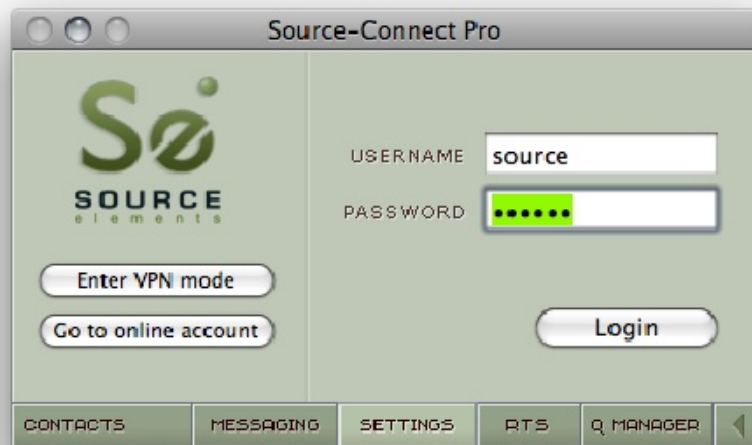 Source-Connect Pro
Se
SOURCE
elements
Enter VPN mode
Go to online account
USERNAME source
PASSWORD ••••••
Login
CONTACTS MESSAGING SETTINGS RTS Q MANAGER